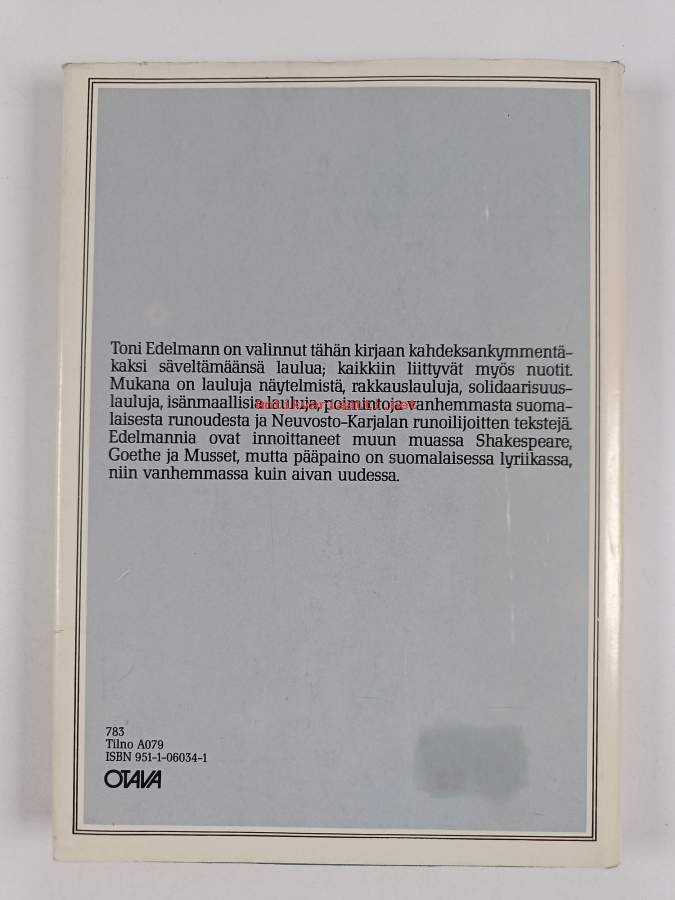 Toni Edelmann on valinnut tähän kirjaan kahdeksankymmentä-
kaksi säveltämäänsä laulua; kaikkiin liittyvät myös nuotit.
Mukana on lauluja näytelmistä, rakkauslauluja, solidaarisuus-
lauluja, isänmaallisia lauluja, poimintoja vanhemmasta suoma-
antikvariaatti.net
laisesta runoudesta ja Neuvosto-Karjalan runoilijoitten tekstejä.
Edelmannia ovat innoittaneet muun muassa Shakespeare,
Goethe ja Musset, mutta pääpaino on suomalaisessa lyriikassa,
niin vanhemmassa kuin aivan uudessa.
783
Tilno A079
ISBN 951-1-06034-1
OTAVA